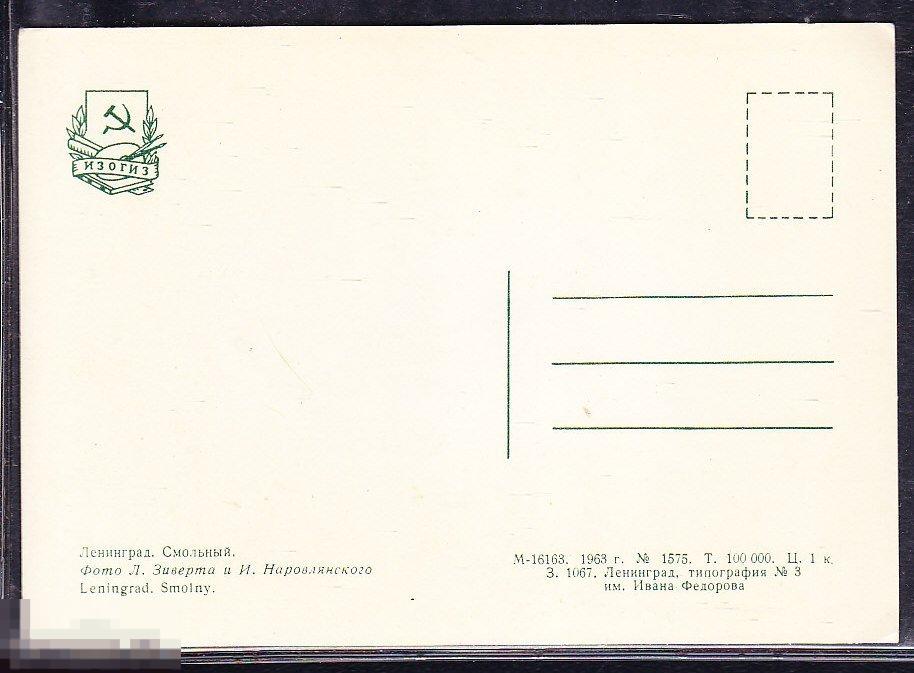 ИЗОГИЗ
Ленинград. Смольный.
Фото Л. Зиверта и И. Наровлянского
Leningrad. Smolny.
М-16163. 1963 г. № 1575. Т. 100 000. Ц. 1 к.
З. 1067. Ленинград, типография № 3
им. Ивана Федорова